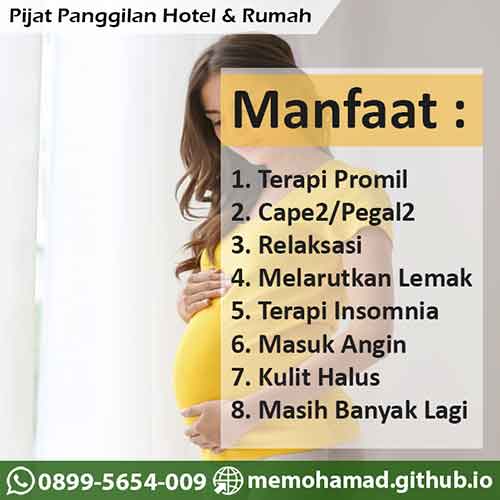 Pijat Panggilan Hotel & Rumah
Manfaat :
1. Terapi Promil
2. Cape2/Pegal2
3. Relaksasi
4. Melarutkan Lemak
5. Terapi Insomnia
6. Masuk Angin
7. Kulit Halus
8. Masih Banyak Lagi
0899-5654-009 memohamad.github.io